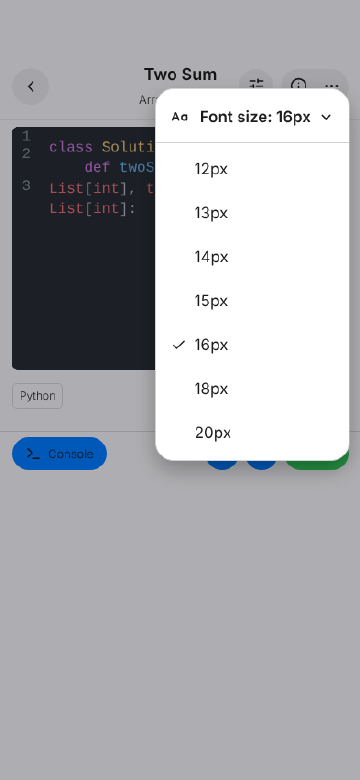 Two Sum
Arr
Aa Font size: 16px
12px
13px
14px
15px
16px
18px
20px
1
class Soluti
2
def twoS
List[int], t
3
List[int]:
Python
Console